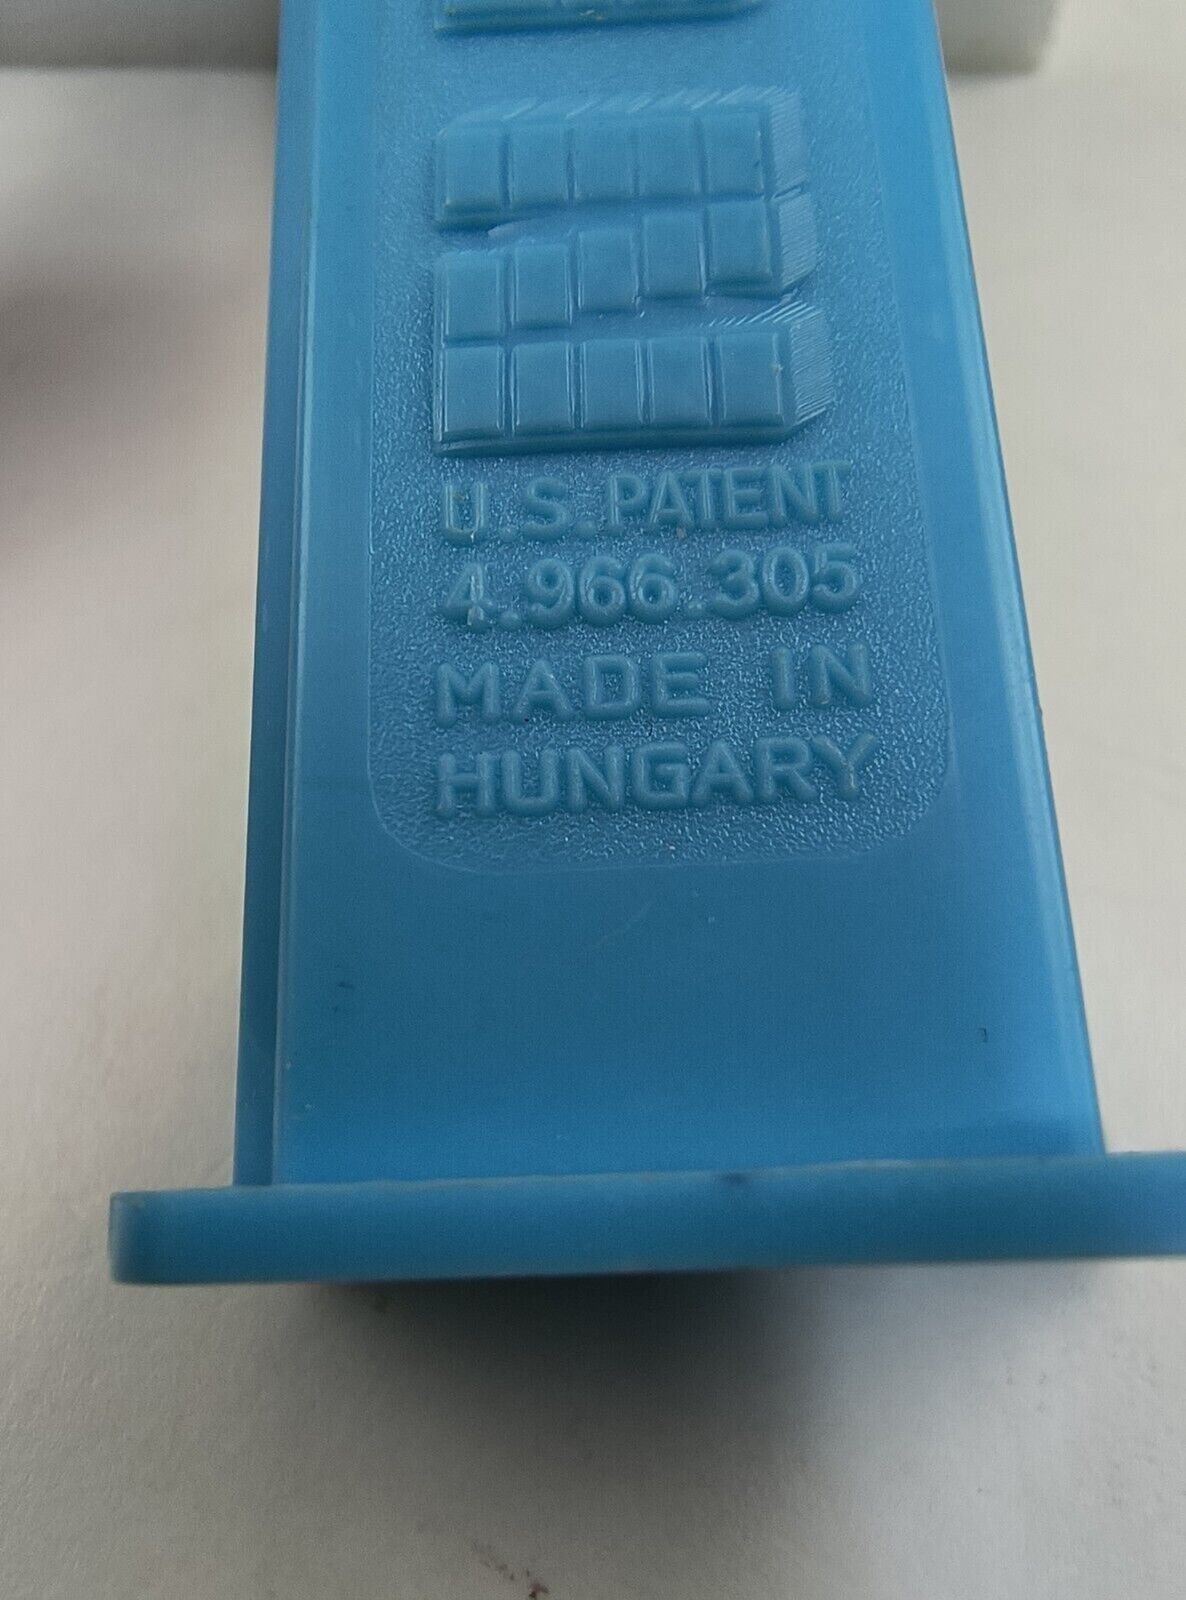 Z
U.S.PATENT
4.966.305
MADE IN
HUNGARY